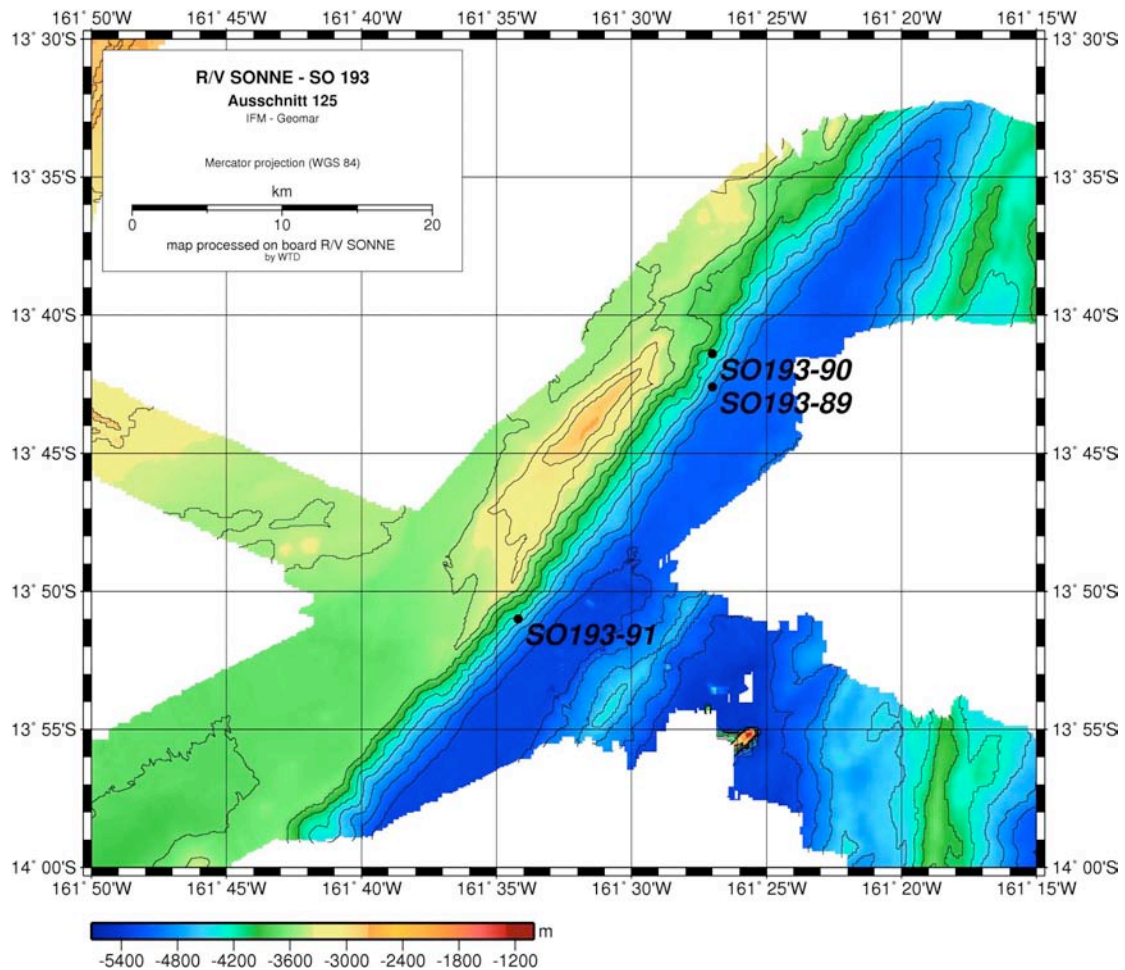 161˚50'W 161˚45'W 161˚40'W 161˚35'W 161˚30'W 161˚25'W 161˚20'W 161˚15'W
13˚30'S 13˚30'S
R/V SONNE - SO 193
Ausschnitt 125
IFM - Geomar
Mercator projection (WGS 84)
km
0 10 20
map processed on board R/V SONNE
by WTD
13˚35'S 13˚35'S
13˚40'S 13˚40'S
SO193-90
SO193-89
13˚45'S 13˚45'S
13˚50'S 13˚50'S
SO193-91
13˚55'S 13˚55'S
14˚00'S 14˚00'S
161˚50'W 161˚45'W 161˚40'W 161˚35'W 161˚30'W 161˚25'W 161˚20'W 161˚15'W
m
-5400 -4800 -4200 -3600 -3000 -2400 -1800 -1200